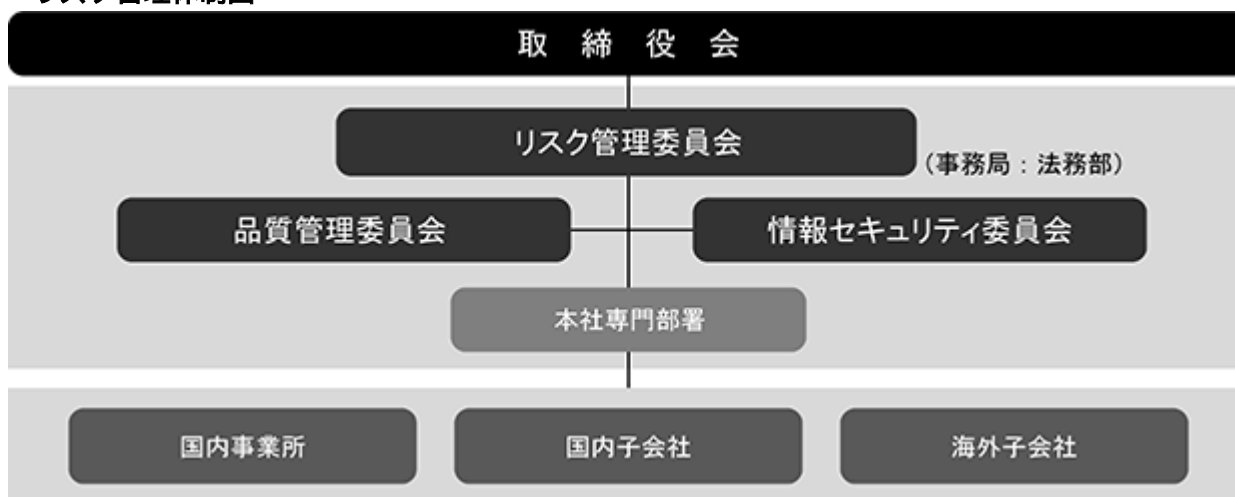 取締役会
リスク管理委員会
(事務局:法務部)
品質管理委員会
情報セキュリティ委員会
本社専門部署
国内事業所
国内子会社
海外子会社